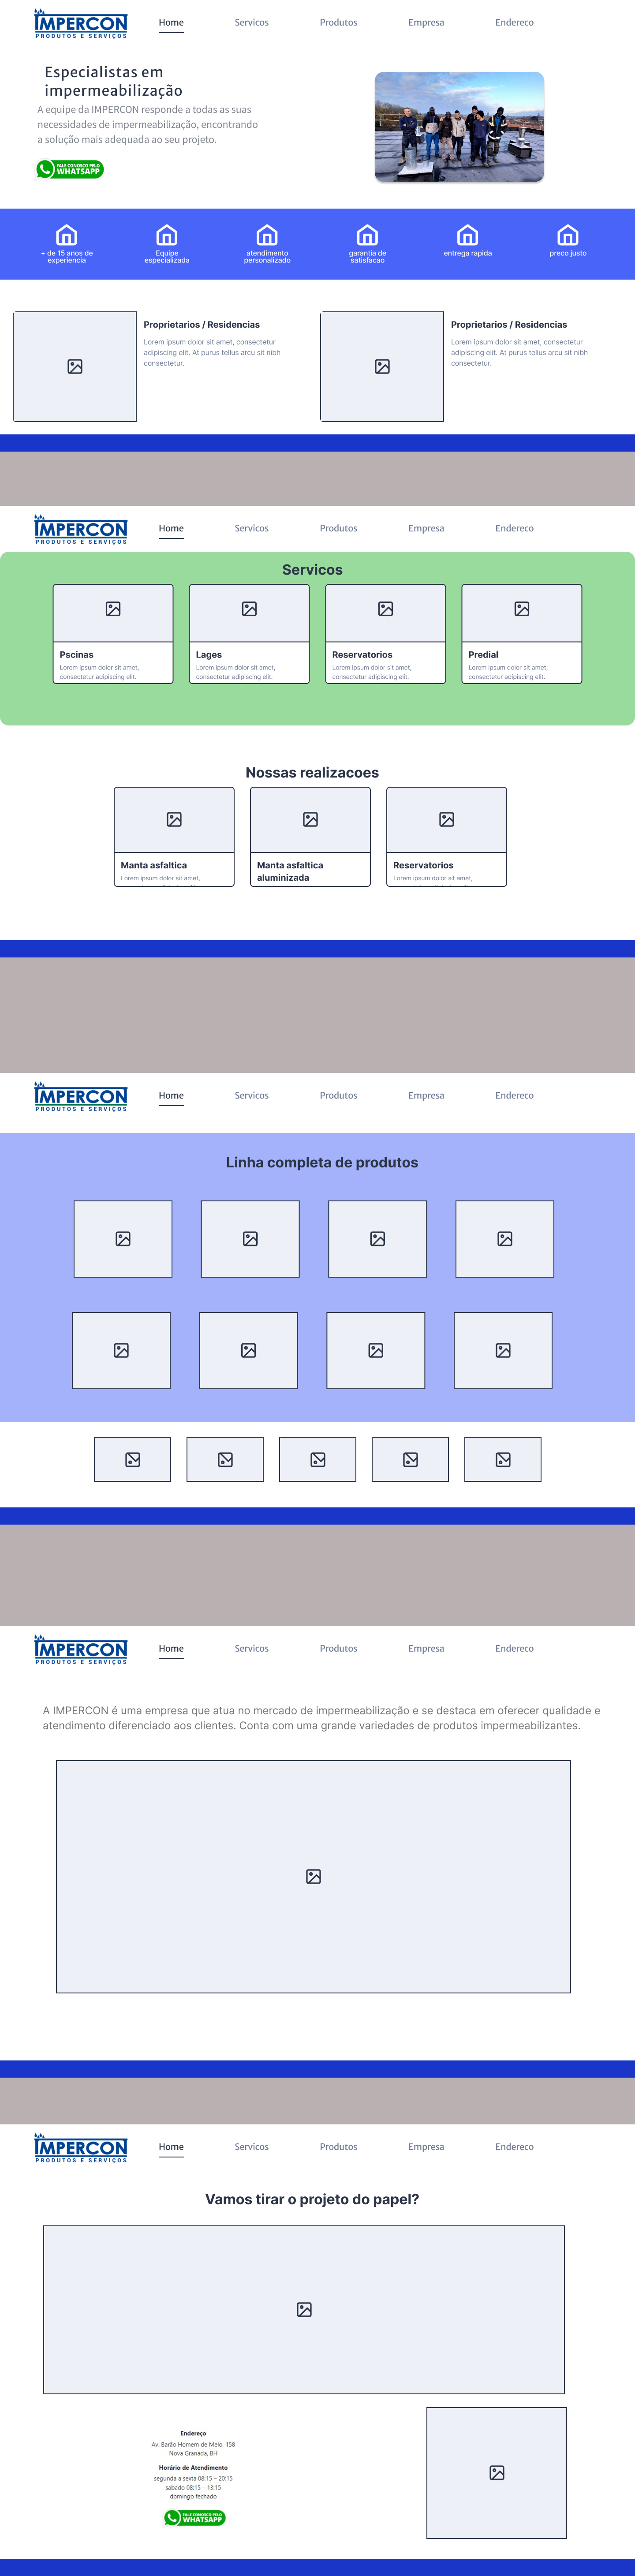 IMPERCON
PRODUTOS E SERVIÇOS
Home Servicos Produtos Empresa Endereco
Especialistas em
impermeabilização
A equipe da IMPERCON responde a todas as suas
necessidades de impermeabilização, encontrando
a solução mais adequada ao seu projeto.
FALE CONOSCO PELO
WHATSAPP
+ de 15 anos de
experiencia
Equipe
especializada
atendimento
personalizado
garantia de
satisfacao
entrega rapida
preco justo
Proprietarios / Residencias
Lorem ipsum dolor sit amet, consectetur
adipiscing elit. At purus tellus arcu sit nibh
consectetur.
Proprietarios / Residencias
Lorem ipsum dolor sit amet, consectetur
adipiscing elit. At purus tellus arcu sit nibh
consectetur.
IMPERCON
PRODUTOS E SERVIÇOS
Home Servicos Produtos Empresa Endereco
Servicos
Pscinas
Lorem ipsum dolor sit amet,
consectetur adipiscing elit.
Lages
Lorem ipsum dolor sit amet,
consectetur adipiscing elit.
Reservatorios
Lorem ipsum dolor sit amet,
consectetur adipiscing elit.
Predial
Lorem ipsum dolor sit amet,
consectetur adipiscing elit.
Nossas realizacoes
Manta asfaltica
Lorem ipsum dolor sit amet,
Manta asfaltica
aluminizada
Reservatorios
Lorem ipsum dolor sit amet,
IMPERCON
PRODUTOS E SERVIÇOS
Home Servicos Produtos Empresa Endereco
Linha completa de produtos
IMPERCON
PRODUTOS E SERVIÇOS
Home Servicos Produtos Empresa Endereco
A IMPERCON é uma empresa que atua no mercado de impermeabilização e se destaca em oferecer qualidade e
atendimento diferenciado aos clientes. Conta com uma grande variedades de produtos impermeabilizantes.
IMPERCON
PRODUTOS E SERVIÇOS
Home Servicos Produtos Empresa Endereco
Vamos tirar o projeto do papel?
Endereço
Av. Barão Homem de Melo, 158
Nova Granada, BH
Horário de Atendimento
segunda a sexta 08:15 – 20:15
sabado 08:15 – 13:15
domingo fechado
FALE CONOSCO PELO
WHATSAPP